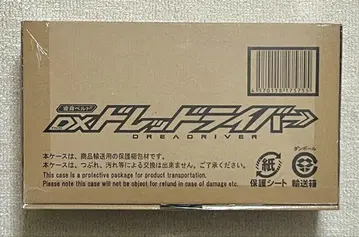 変身ベルト
DXドレッドライバー
DREADRIVER
本ケースは、商品輸送用の保護梱包材です。
本ケースは、つぶれ、汚れ等による交換は出来ません。ご了承ください。
This case is a protective package for product transportation.
Please note this case will not be object for refund in case of damage etc.
紙
保護シート
ダンボール
輸送箱